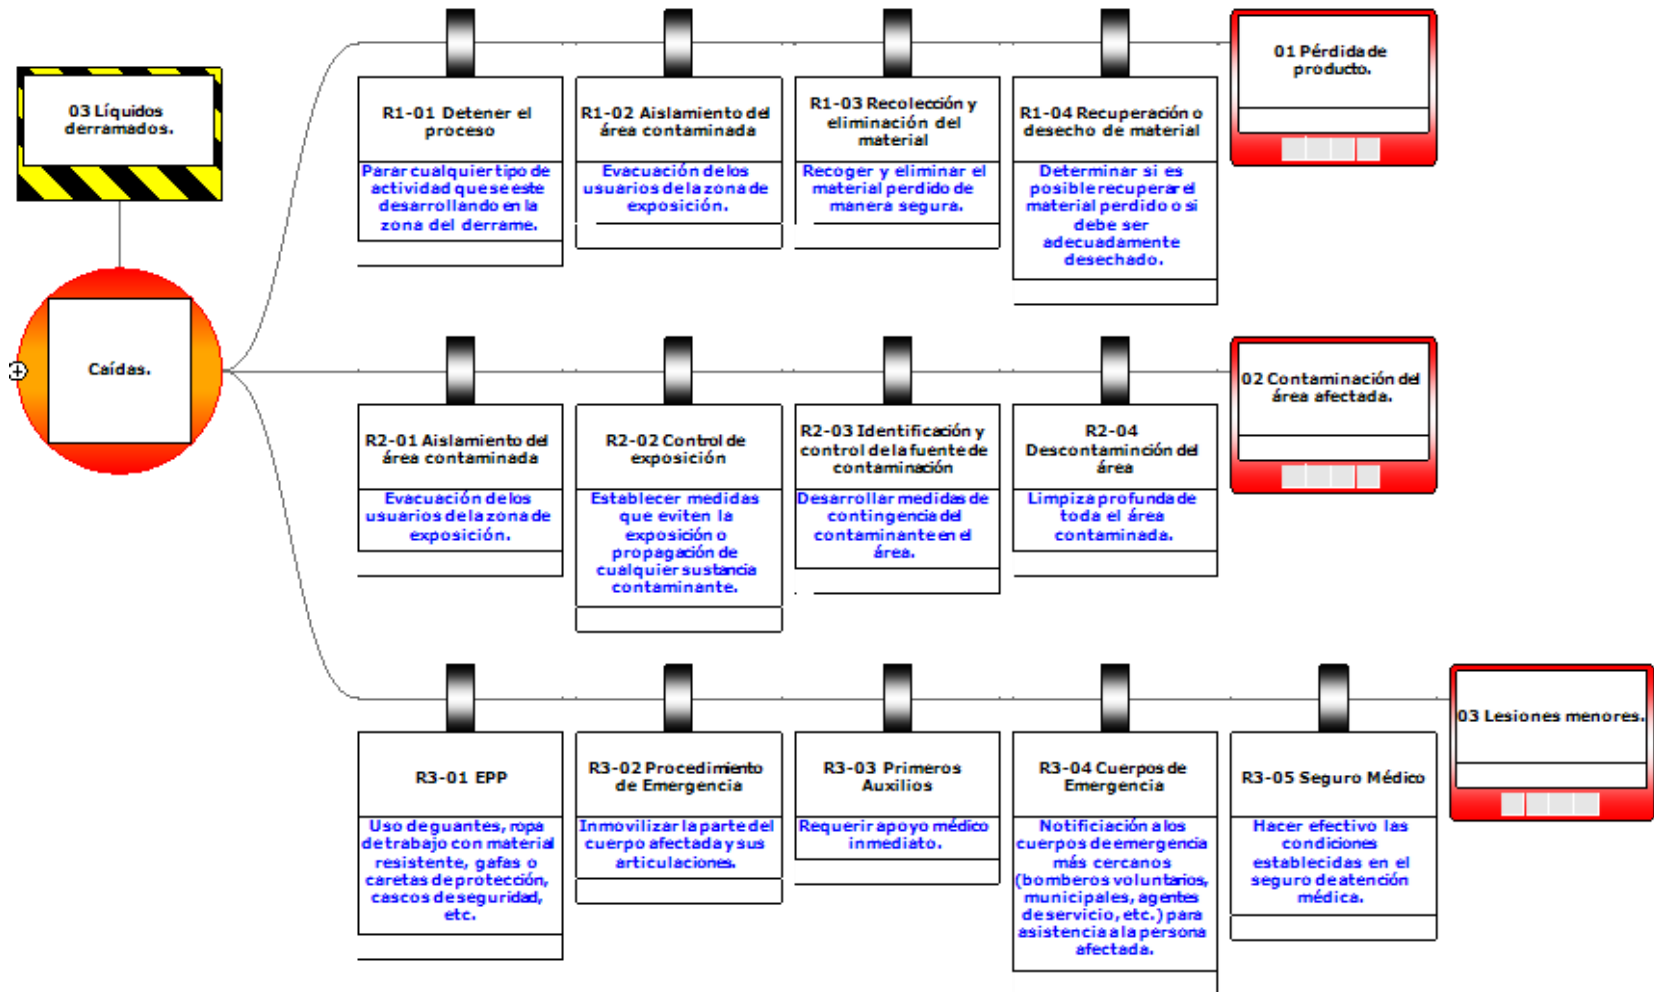 03 Líquidos
derramados.
Caídas.
R1-01 Detener el
proceso
Parar cualquier tipo de
actividad que se este
desarrollando en la
zona del derrame.
R1-02 Aislamiento del
área contaminada
Evacuación de los
usuarios de la zona de
exposición.
R1-03 Recolección y
eliminación del
material
Recoger y eliminar el
material perdido de
manera segura.
R1-04 Recuperación o
desecho de material
Determinar si es
posible recuperar el
material perdido o si
debe ser
adecuadamente
desechado.
01 Pérdida de
producto.
R2-01 Aislamiento del
área contaminada
Evacuación de los
usuarios de la zona de
exposición.
R2-02 Control de
exposición
Establecer medidas
que eviten la
exposición o
propagación de
cualquier sustancia
contaminante.
R2-03 Identificación y
control de la fuente de
contaminación
Desarrollar medidas de
contingencia del
contaminante en el
área.
R2-04
Descontaminción del
área
Limpiza profunda de
toda el área
contaminada.
02 Contaminación del
área afectada.
R3-01 EPP
Uso de guantes, ropa
de trabajo con material
resistente, gafas o
caretas de protección,
cascos de seguridad,
etc.
R3-02 Procedimiento
de Emergencia
Inmovilizar la parte del
cuerpo afectada y sus
articulaciones.
R3-03 Primeros
Auxilios
Requerir apoyo médico
inmediato.
R3-04 Cuerpos de
Emergencia
Notificiación a los
cuerpos de emergencia
más cercanos
(bomberos voluntarios,
municipales, agentes
de servicio, etc.) para
asistencia a la persona
afectada.
R3-05 Seguro Médico
Hacer efectivo las
condiciones
establecidas en el
seguro de atención
médica.
03 Lesiones menores.